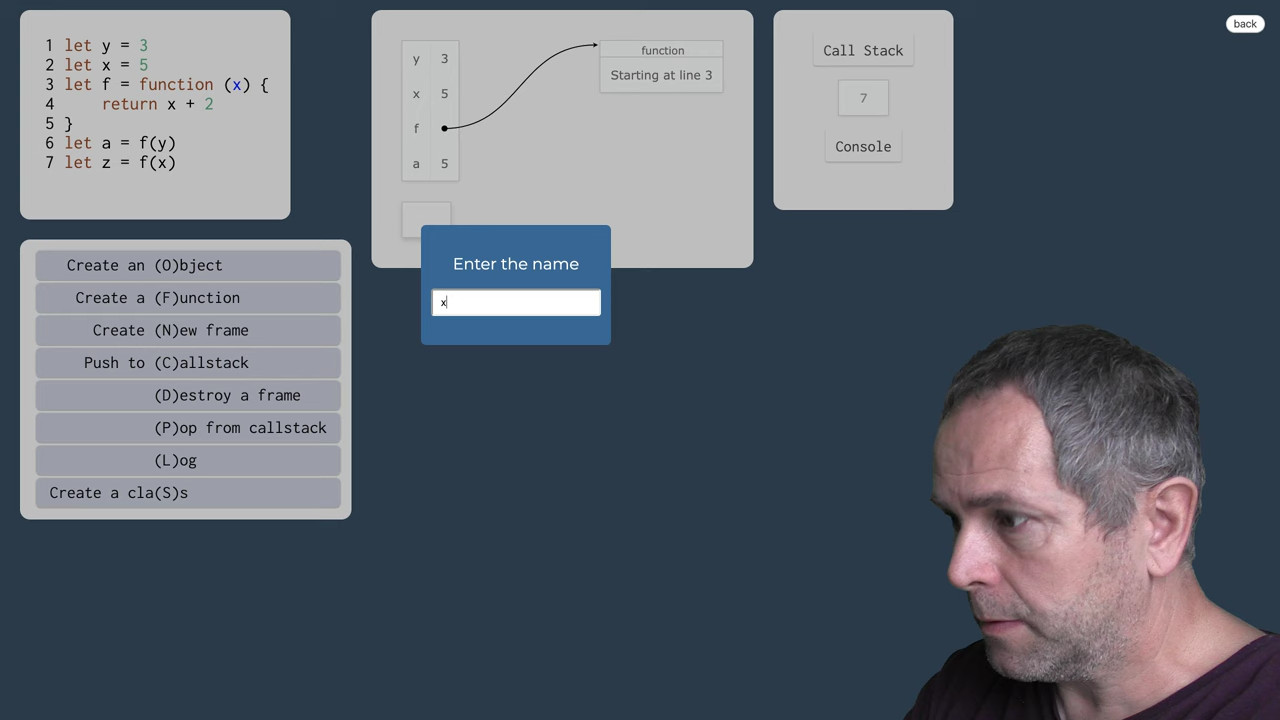 back
1 let y = 3
2 let x = 5
3 let f = function (x) {
4     return x + 2
5 }
6 let a = f(y)
7 let z = f(x)
y 3
x 5
f
a 5
function
Starting at line 3
Call Stack
7
Console
Enter the name
x
Create an (O)bject
Create a (F)unction
Create (N)ew frame
Push to (C)allstack
(D)estroy a frame
(P)op from callstack
(L)og
Create a cla(S)s